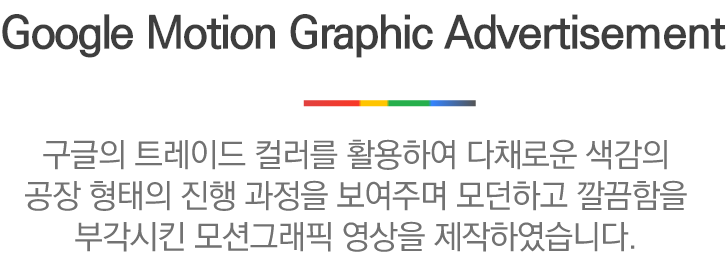 Google Motion Graphic Advertisement
구글의 트레이드 컬러를 활용하여 다채로운 색감의
공장 형태의 진행 과정을 보여주며 모던하고 깔끔함을
부각시킨 모션그래픽 영상을 제작하였습니다.